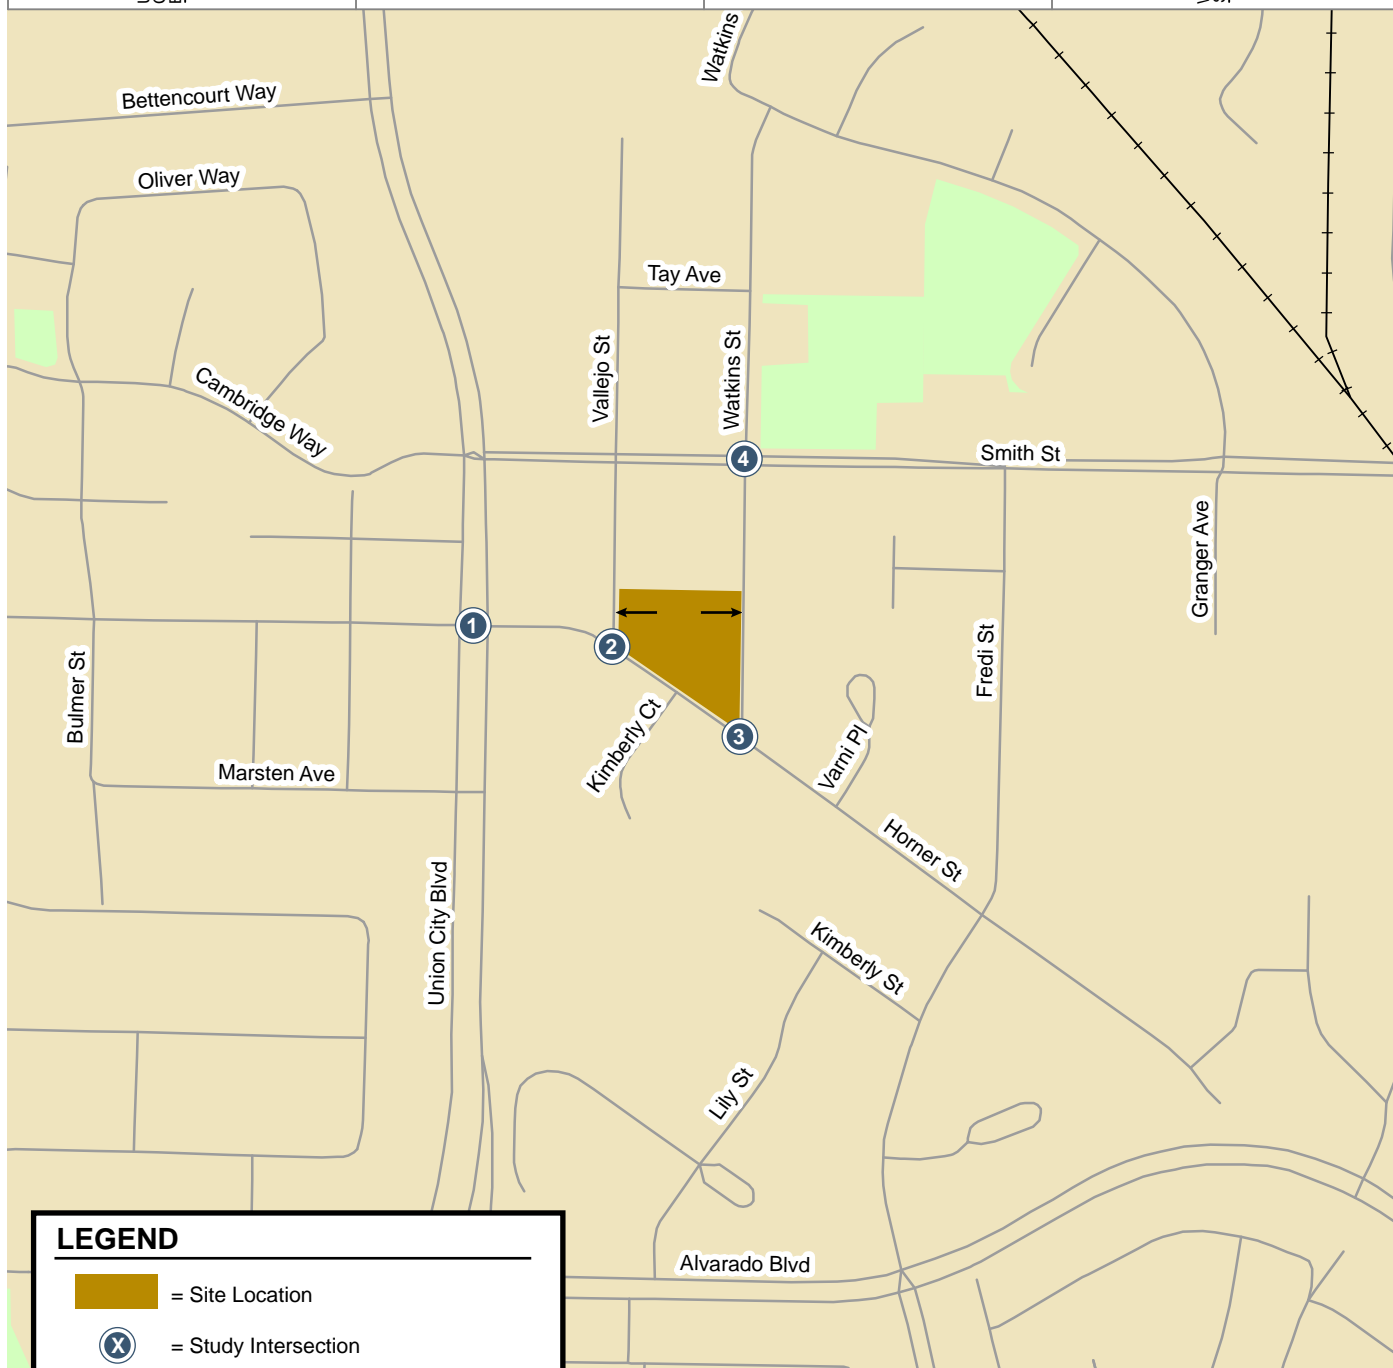 Watkins
Bettencourt Way
Oliver Way
Tay Ave
Vallejo St
Watkins St
Cambridge Way
4
Smith St
Granger Ave
1
2
Bulmer St
Fredi St
3
Kimberly Ct
Varni Pl
Marsten Ave
Horner St
Union City Blvd
Kimberly St
Lily St
Alvarado Blvd
LEGEND
= Site Location
X = Study Intersection